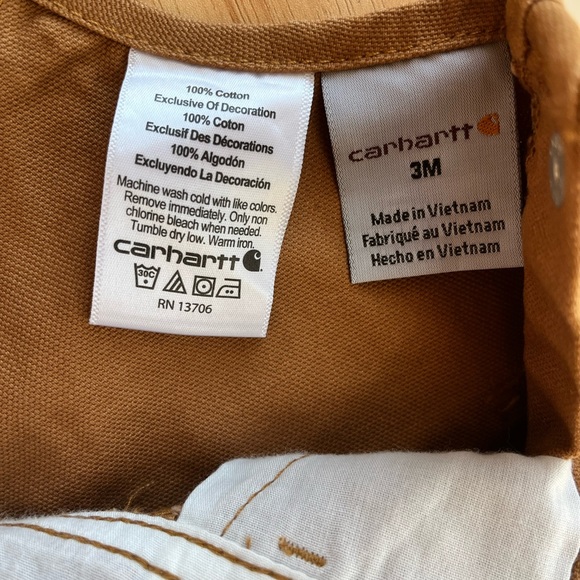 100% Cotton
Exclusive Of Decoration
100% Coton
Exclusif Des Décorations
100% Algodón
Excluyendo La Decoración
Machine wash cold with like colors.
Remove immediately. Only non
chlorine bleach when needed.
Tumble dry low. Warm iron.
carhartt
30C
RN 13706
carhartt
3M
Made in Vietnam
Fabriqué au Vietnam
Hecho en Vietnam